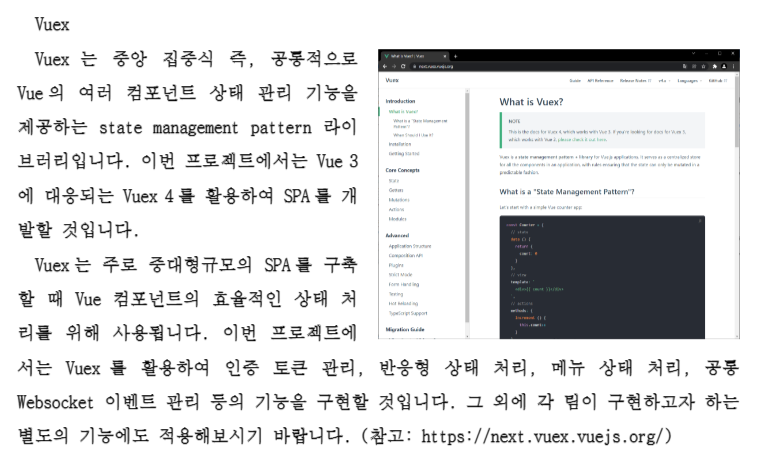 Vuex
Vuex 는 중앙 집중식 즉, 공통적으로
Vue의 여러 컴포넌트 상태 관리 기능을
제공하는 state management pattern 라이
브러리입니다. 이번 프로젝트에서는 Vue 3
에 대응되는 Vuex 4를 활용하여 SPA를 개
발할 것입니다.
Vuex는 주로 중대형규모의 SPA를 구축
할 때 Vue 컴포넌트의 효율적인 상태 처
리를 위해 사용됩니다. 이번 프로젝트에
서는 Vuex 를 활용하여 인증 토큰 관리, 반응형 상태 처리, 메뉴 상태 처리, 공통
Websocket 이벤트 관리 등의 기능을 구현할 것입니다. 그 외에 각 팀이 구현하고자 하는
별도의 기능에도 적용해보시기 바랍니다. (참고: https://next.vuex.vuejs.org/)
What is Vuex? | Vuex
next.vuex.vuejs.org
Vuex
Guide API Reference Release Notes v4.x Languages GitHub
Introduction
What is Vuex?
What is a "State Management
Pattern"?
When Should I Use It?
Installation
Getting Started
Core Concepts
State
Getters
Mutations
Actions
Modules
Advanced
Application Structure
Composition API
Plugins
Strict Mode
Form Handling
Testing
Hot Reloading
TypeScript Support
Migration Guide
What is Vuex?
NOTE
This is the docs for Vuex 4, which works with Vue 3. If you're looking for docs for Vuex 3,
which works with Vue 2, please check it out here.
Vuex is a state management pattern + library for Vue.js applications. It serves as a centralized store
for all the components in an application, with rules ensuring that the state can only be mutated in a
predictable fashion.
What is a "State Management Pattern"?
Let's start with a simple Vue counter app:
const Counter = {
// state
data () {
return {
count: 0
}
},
// view
template: `
<div>{{ count }}</div>
`,
// actions
methods: {
increment () {
this.count++
}